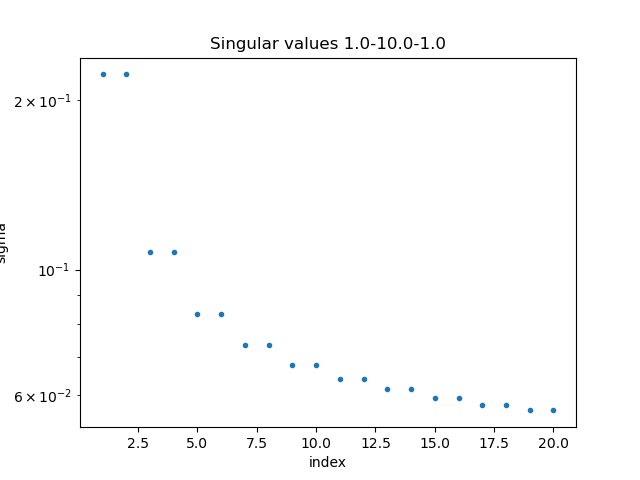 Singular values 1.0-10.0-1.0
2 × 10⁻¹
10⁻¹
6 × 10⁻²
sigma
2.5 5.0 7.5 10.0 12.5 15.0 17.5 20.0
index